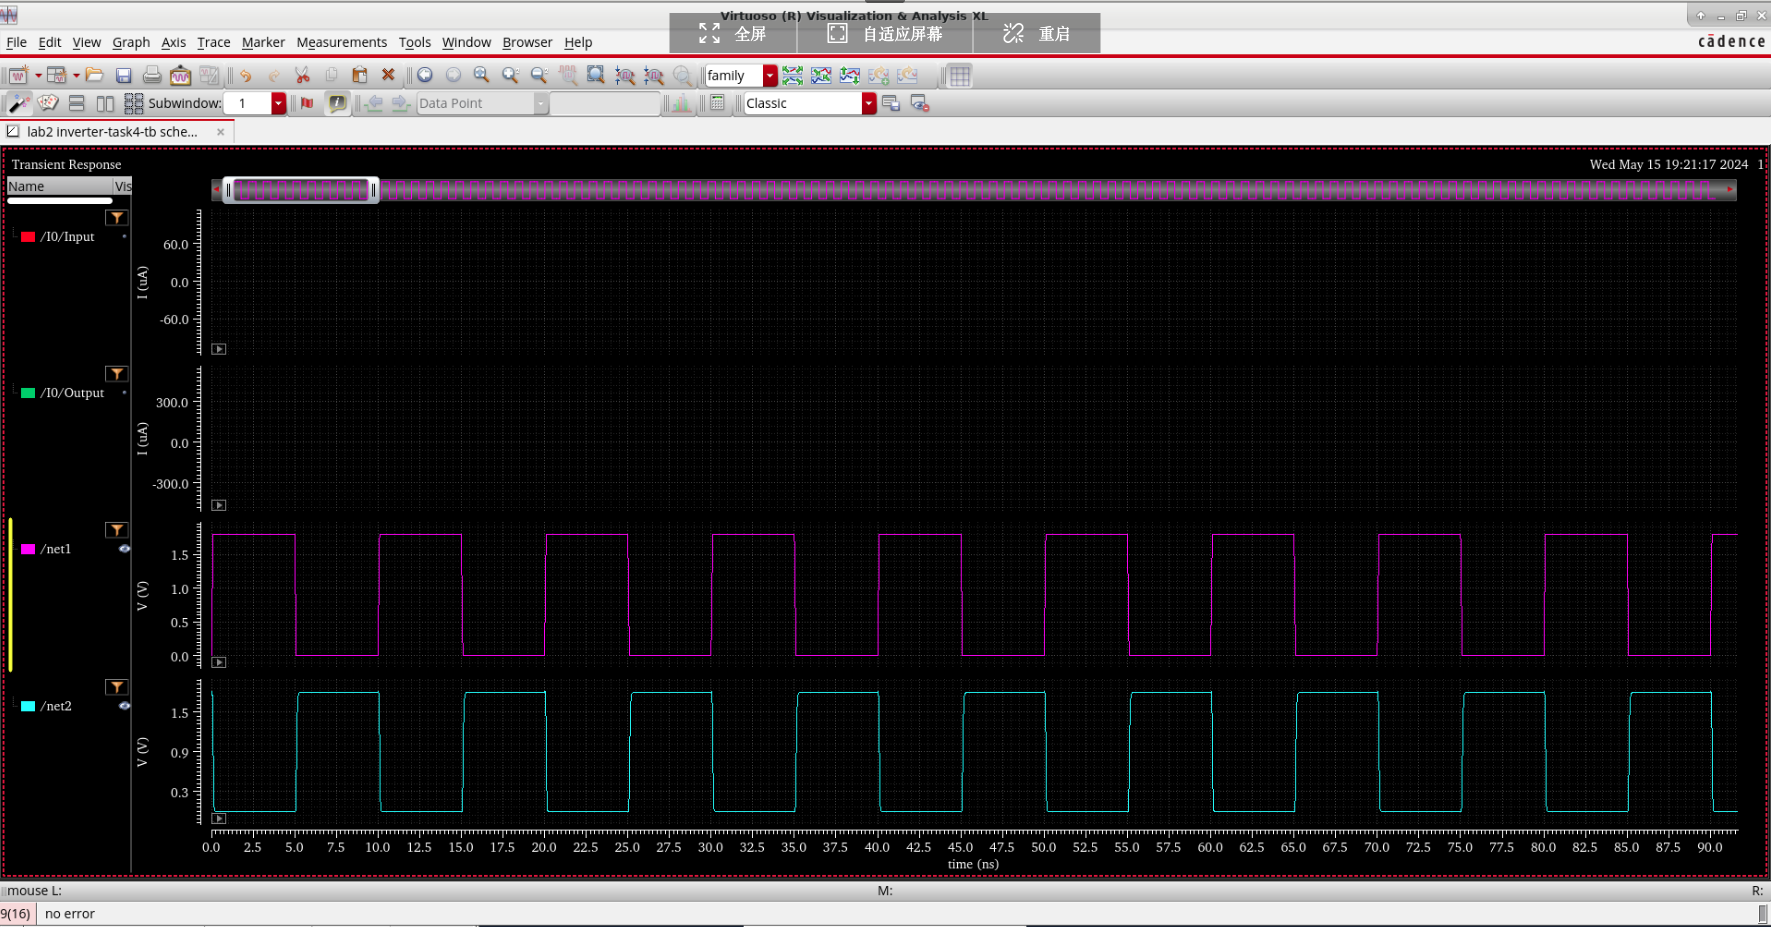 Virtuoso (R) Visualization & Analysis XL
全屏
自适应屏幕
重启
File Edit View Graph Axis Trace Marker Measurements Tools Window Browser Help
cādence
family
Subwindow: 1
Data Point
Classic
lab2 inverter-task4-tb sche...
Transient Response
Wed May 15 19:21:17 2024 1
Name Vis
/I0/Input
60.0
0.0
-60.0
I (uA)
/I0/Output
300.0
0.0
-300.0
I (uA)
/net1
1.5
1.0
0.5
0.0
V (V)
/net2
1.5
0.9
0.3
V (V)
0.0 2.5 5.0 7.5 10.0 12.5 15.0 17.5 20.0 22.5 25.0 27.5 30.0 32.5 35.0 37.5 40.0 42.5 45.0 47.5 50.0 52.5 55.0 57.5 60.0 62.5 65.0 67.5 70.0 72.5 75.0 77.5 80.0 82.5 85.0 87.5 90.0
time (ns)
mouse L: M: R:
9(16) no error